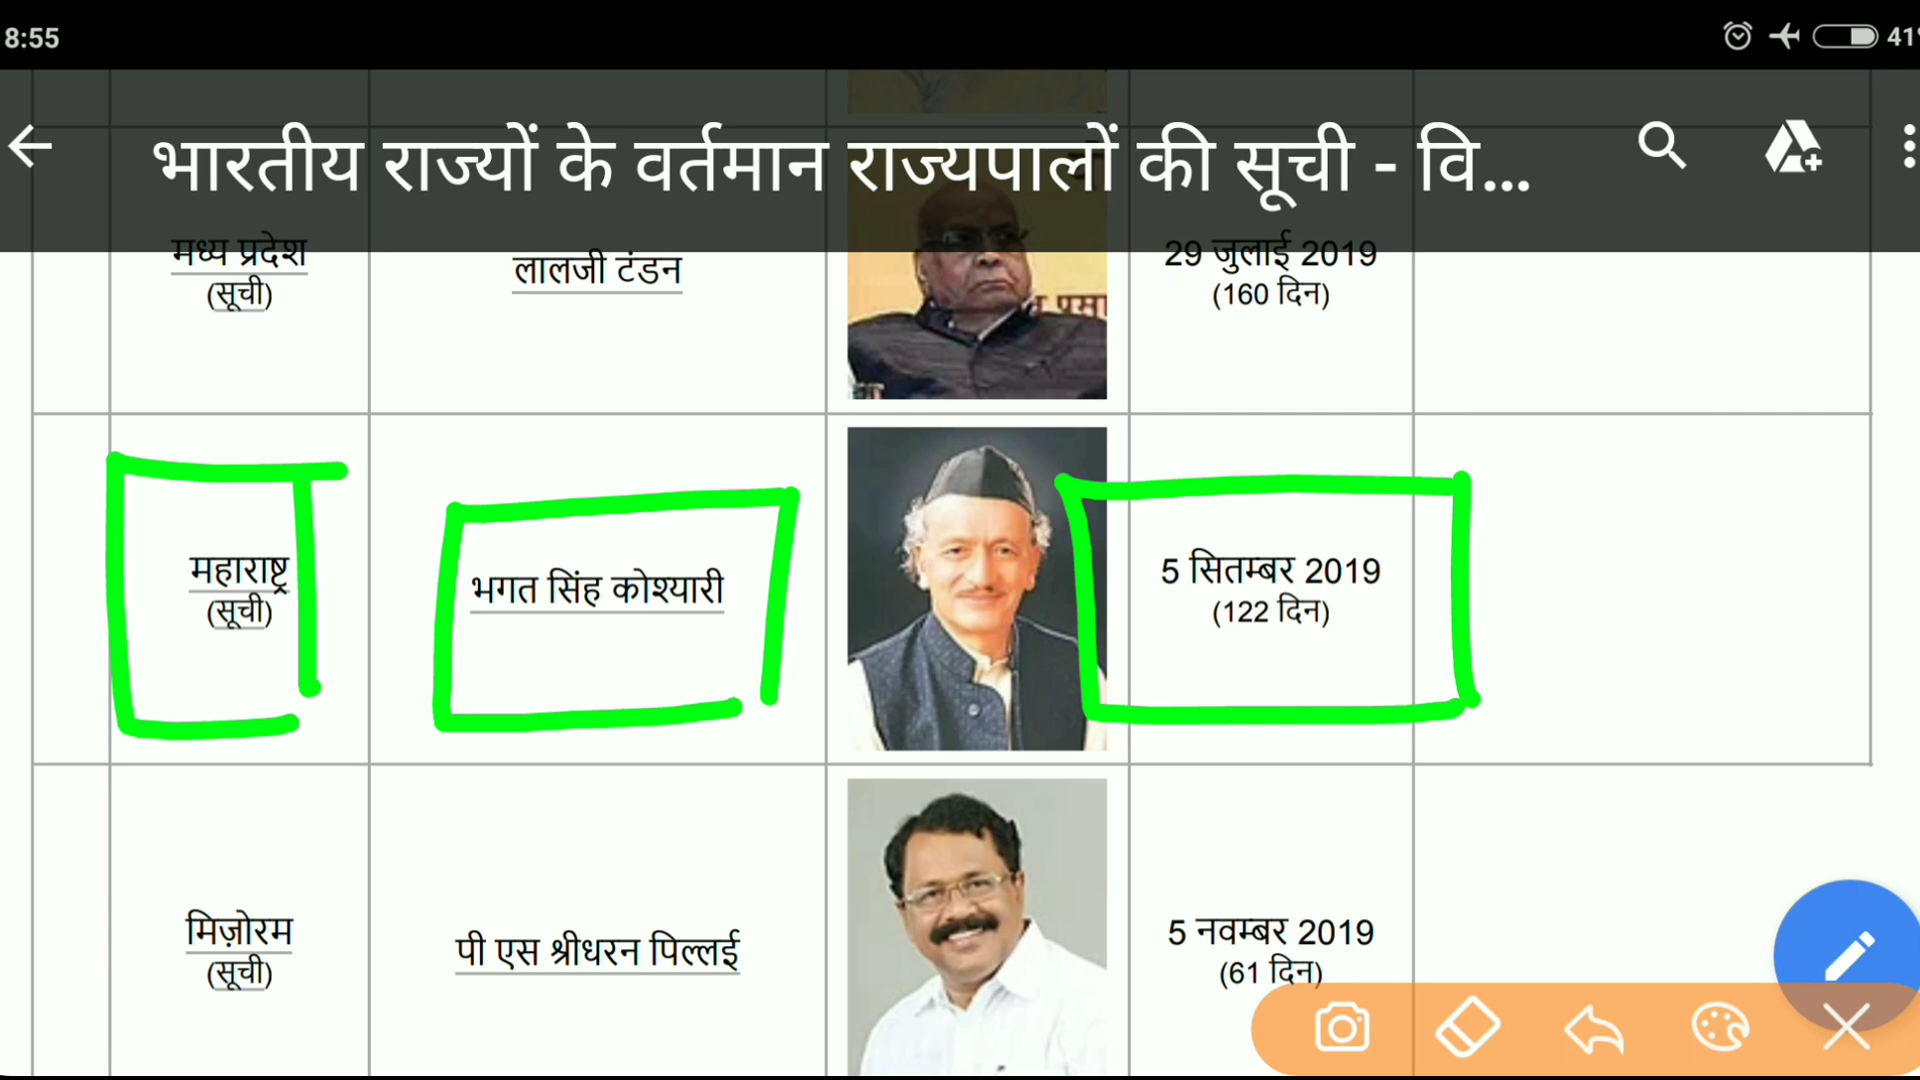 8:55
41
भारतीय राज्यों के वर्तमान राज्यपालों की सूची - वि...
मध्य प्रदेश
(सूची)
लालजी टंडन
29 जुलाई 2019
(160 दिन)
महाराष्ट्र
(सूची)
भगत सिंह कोश्यारी
5 सितम्बर 2019
(122 दिन)
मिज़ोरम
(सूची)
पी एस श्रीधरन पिल्लई
5 नवम्बर 2019
(61 दिन)